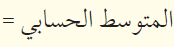 المتوسط الحسابي =